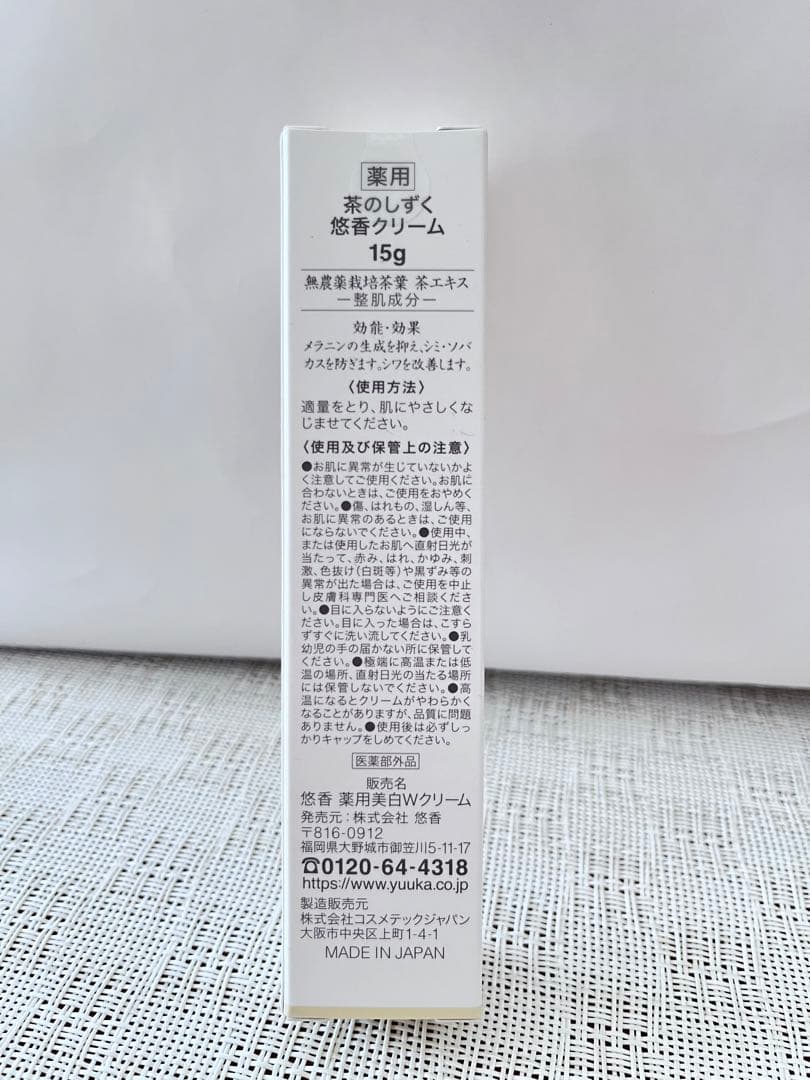 薬用
茶のしずく
悠香クリーム
15g
無農薬栽培茶葉 茶エキス
ー整肌成分ー
効能・効果
メラニンの生成を抑え、シミ・ソバ
カスを防ぎます。シワを改善します。
〈使用方法〉
適量をとり、肌にやさしくな
じませてください。
〈使用及び保管上の注意〉
●お肌に異常が生じていないかよ
く注意してご使用ください。お肌に
合わないときは、ご使用をおやめく
ださい。●傷、はれもの、湿しん等、
お肌に異常のあるときは、ご使用
にならないでください。●使用中、
または使用したお肌へ直射日光が
当たって、赤み、はれ、かゆみ、刺
激、色抜け(白斑等)や黒ずみ等の
異常が出た場合は、ご使用を中止
し皮膚科専門医へご相談くださ
い。●目に入らないようにご注意く
ださい。目に入った場合は、こすら
ずすぐに洗い流してください。●乳
幼児の手の届かない所に保管して
ください。●極端に高温または低
温の場所、直射日光の当たる場所
には保管しないでください。●高
温になるとクリームがやわらかく
なることがありますが、品質に問題
ありません。●使用後は必ずしっ
かりキャップをしめてください。
医薬部外品
販売名
悠香 薬用美白Wクリーム
発売元:株式会社 悠香
〒816-0912
福岡県大野城市御笠川5-11-17
☎0120-64-4318
https://www.yuuka.co.jp
製造販売元
株式会社コスメテックジャパン
大阪市中央区上町1-4-1
MADE IN JAPAN